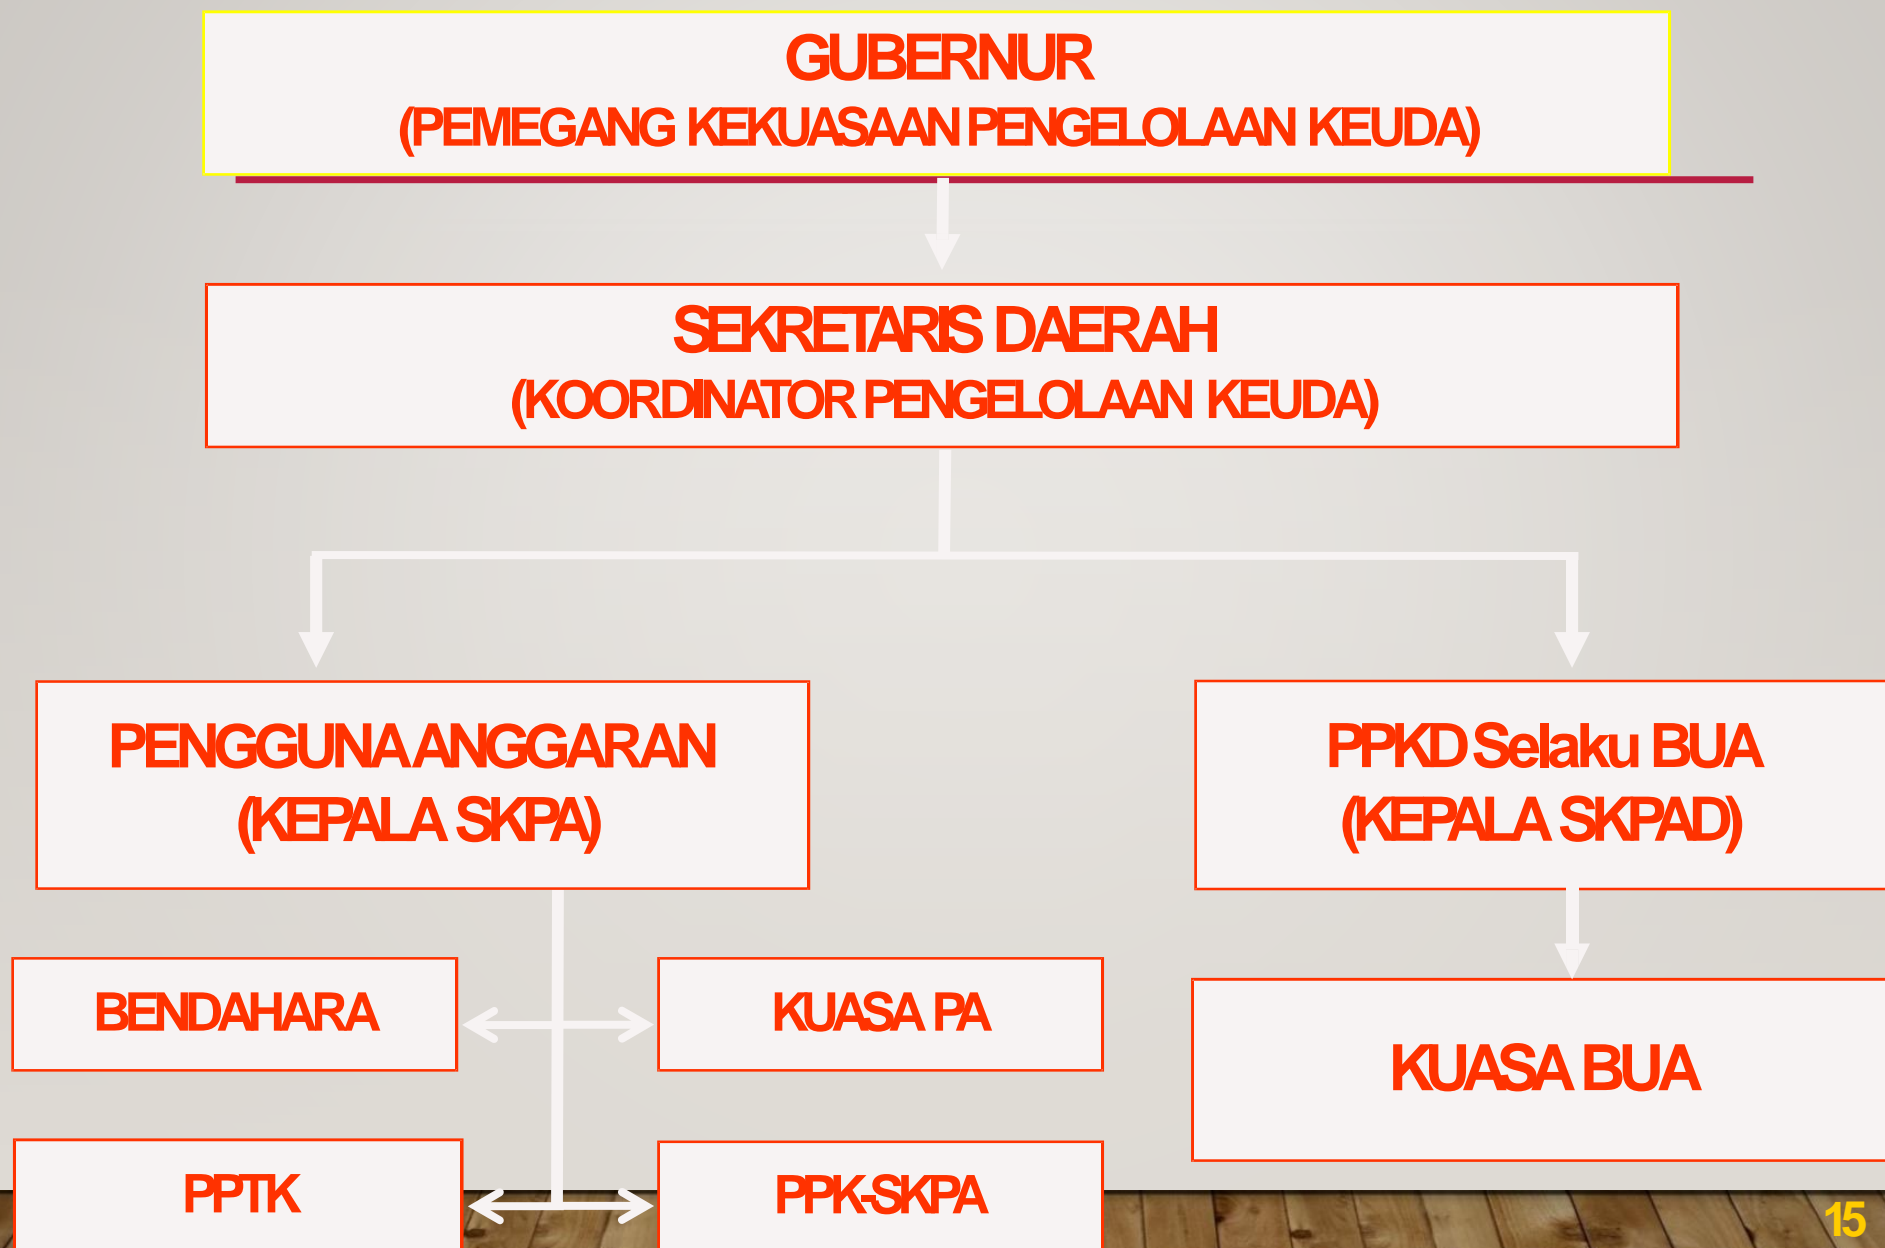 GUBERNUR
(PEMEGANG KEKUASAAN PENGELOLAAN KEUDA)
SEKRETARIS DAERAH
(KOORDINATOR PENGELOLAAN KEUDA)
PENGGUNA ANGGARAN
(KEPALA SKPA)
PPKD Selaku BUA
(KEPALA SKPAD)
BENDAHARA
KUASA PA
KUASA BUA
PPTK
PPK-SKPA
15